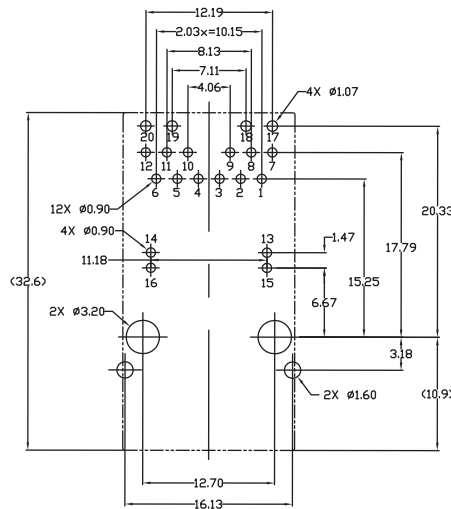 12.19
2.03×=10.15
8.13
7.11
4.06
4X Ø1.07
20 19 18 17
12 11 10 9 8 7
6 5 4 3 2 1
12X Ø0.90
4X Ø0.90
14 13
1.47
11.18
16 15
6.67
(32.6)
15.25
17.79
20.33
2X Ø3.20
3.18
2X Ø1.60
(10.9)
12.70
16.13